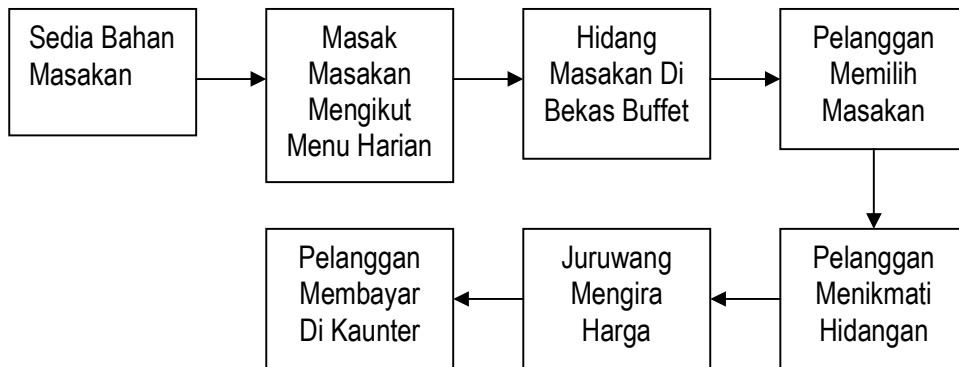 Sedia Bahan
Masakan
Masak
Masakan
Mengikut
Menu Harian
Hidang
Masakan Di
Bekas Buffet
Pelanggan
Memilih
Masakan
Pelanggan
Menikmati
Hidangan
Juruwang
Mengira
Harga
Pelanggan
Membayar
Di Kaunter